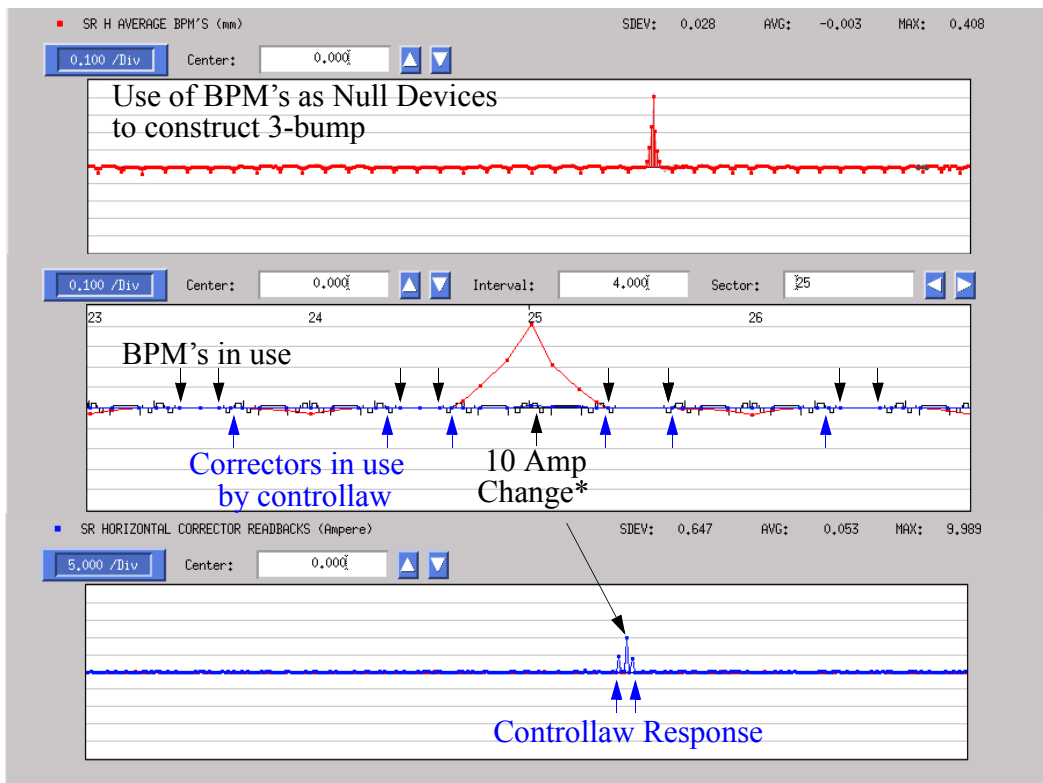 SR H AVERAGE BPM'S (mm) SDEV: 0.028 AVG: -0.003 MAX: 0.408
0.100 /Div Center: 0.000
Use of BPM's as Null Devices
to construct 3-bump
0.100 /Div Center: 0.000 Interval: 4.000 Sector: 25
23 24 25 26
BPM's in use
Correctors in use
by controllaw
10 Amp
Change*
SR HORIZONTAL CORRECTOR READBACKS (Ampere) SDEV: 0.647 AVG: 0.053 MAX: 9.989
5.000 /Div Center: 0.000
Controllaw Response